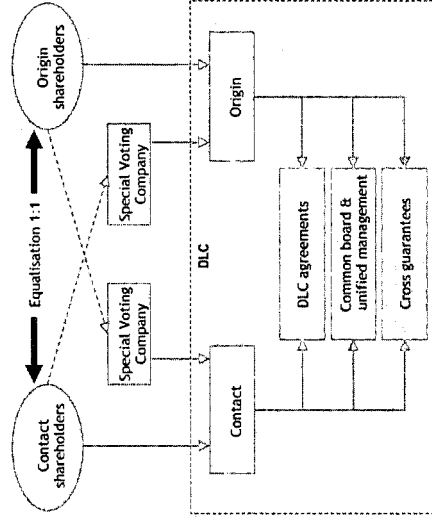 Contact
shareholders
Equalisation 1:1
Origin
shareholders
Special Voting
Company
Special Voting
Company
DLC
Contact
Origin
DLC agreements
Common board &
unified management
Cross guarantees